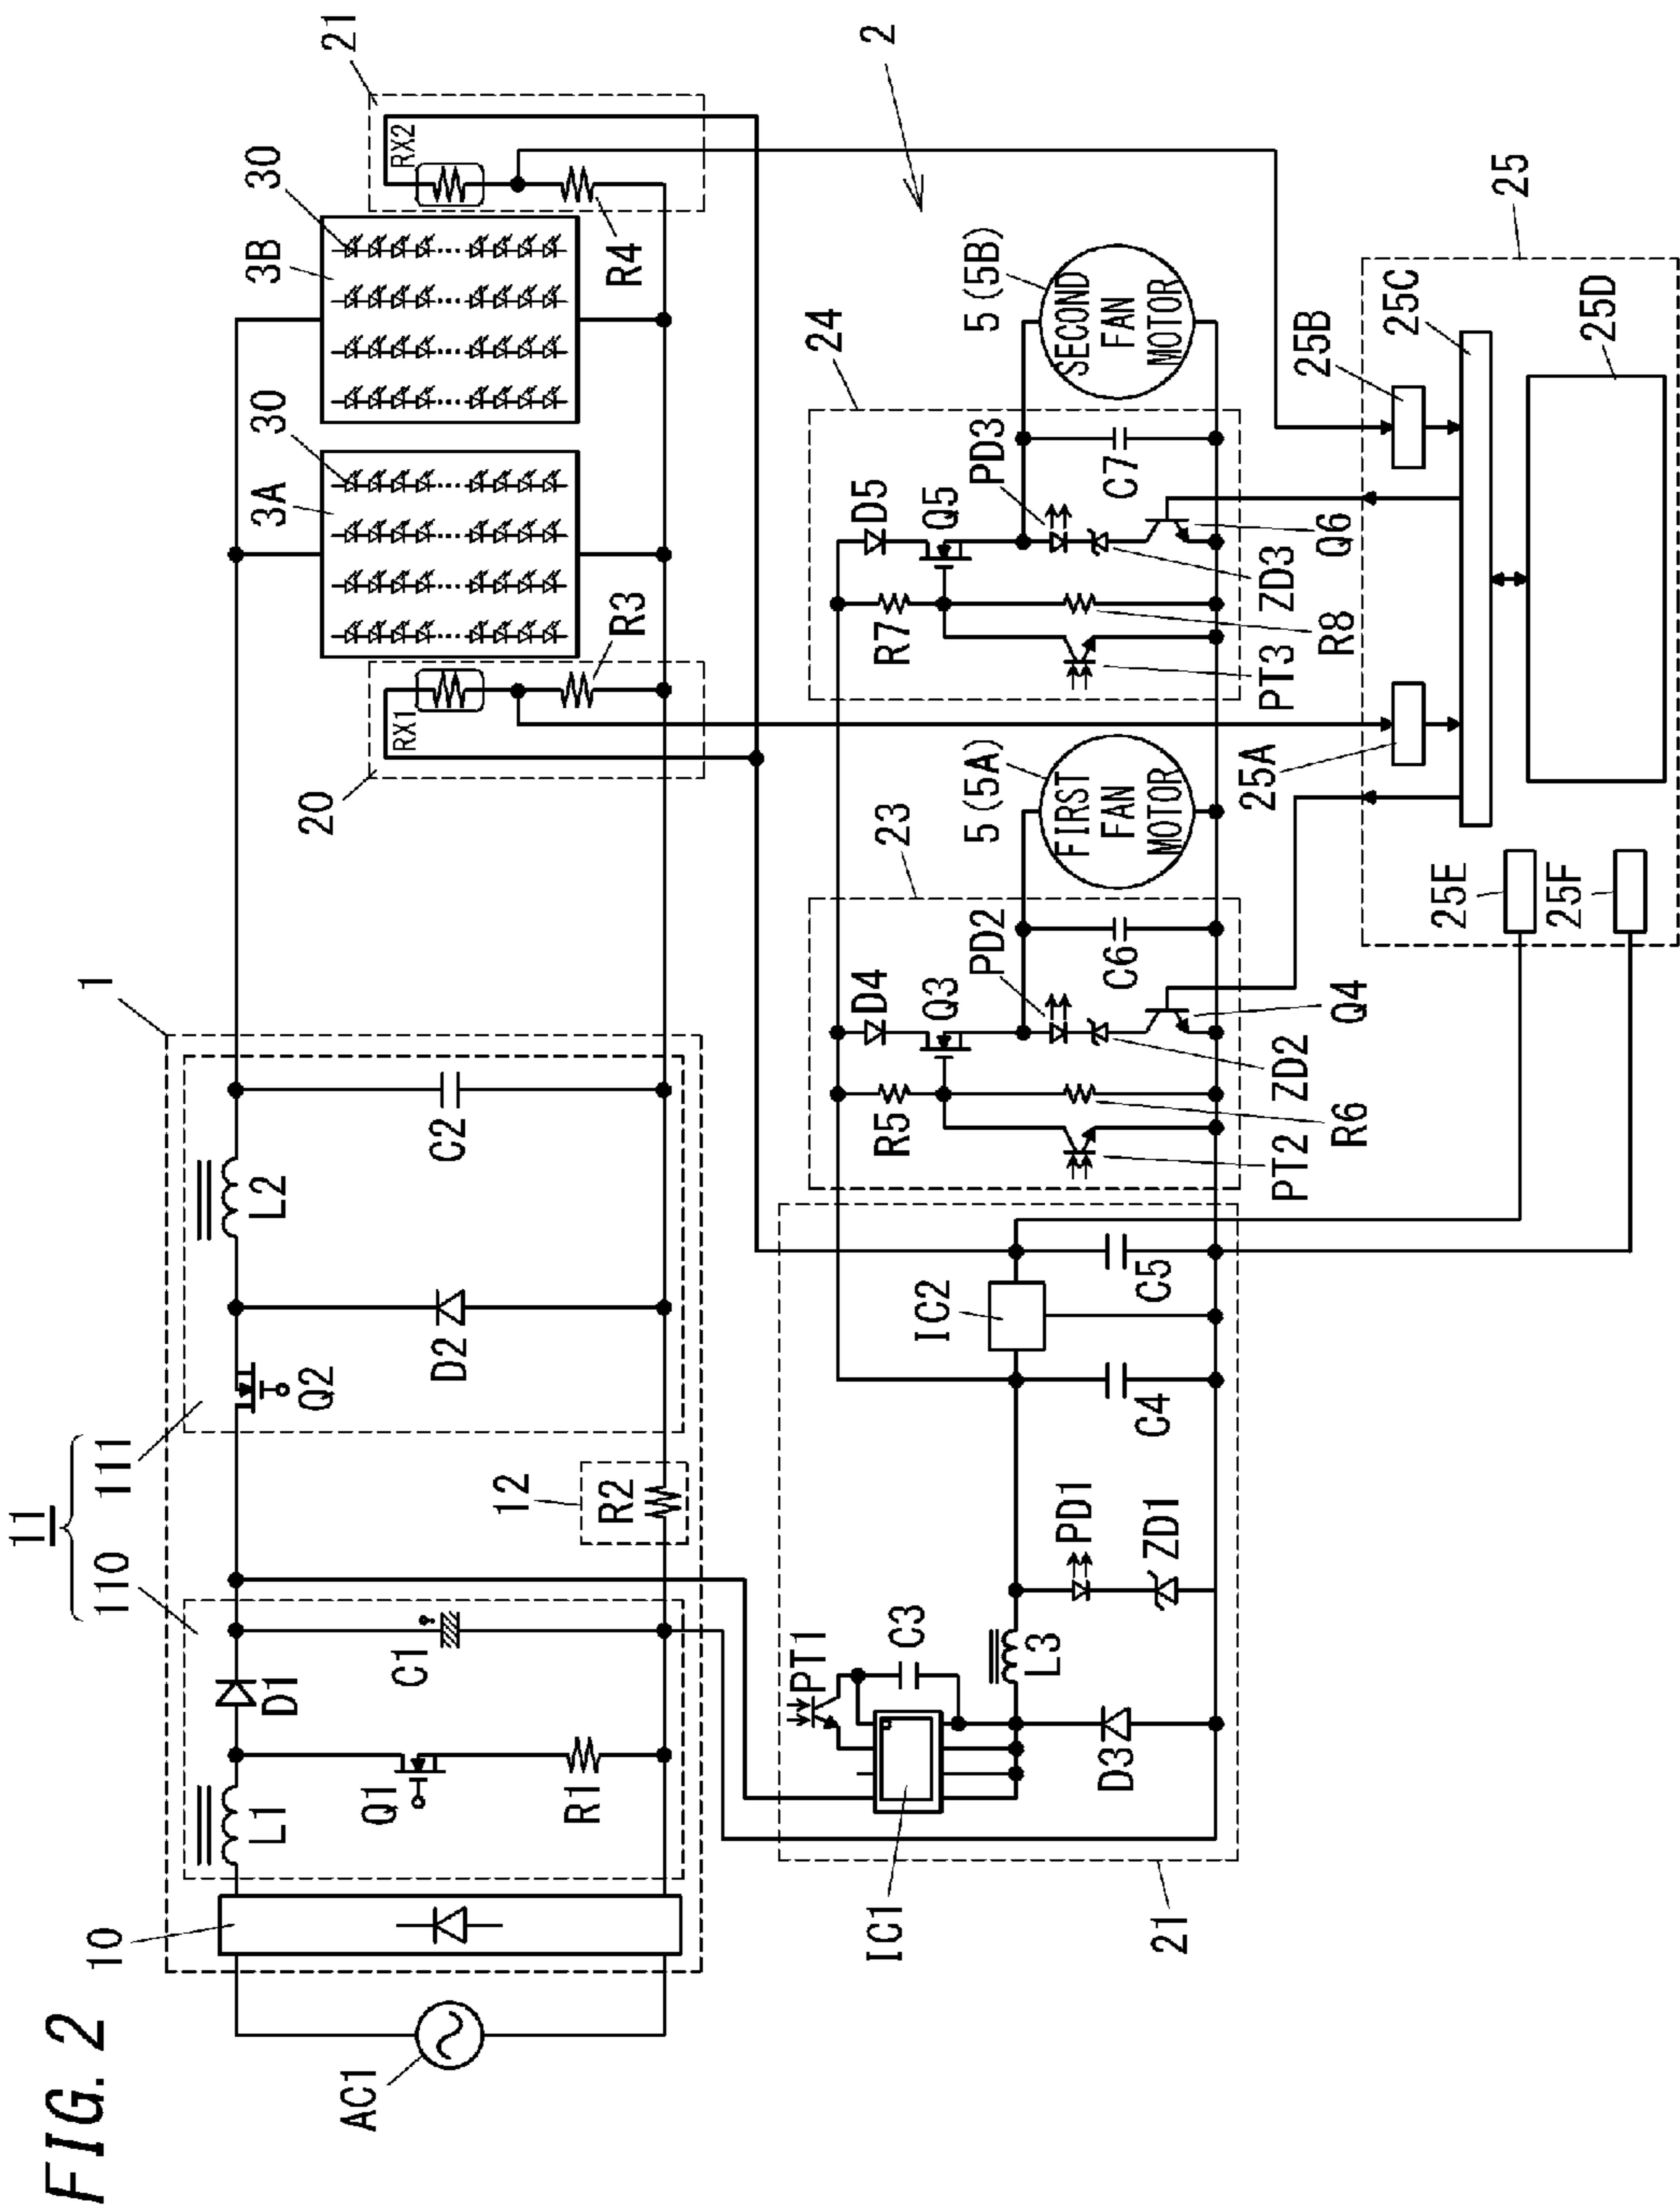 FIG. 2
11
110
111
1
10
AC1
L1
D1
Q1
R1
C1
12
R2
Q2
D2
L2
C2
3A
30
3B
30
20
RX1
R3
21
RX2
R4
2
21
IC1
PT1
C3
L3
D3
PD1
ZD1
IC2
C4
C5
23
D4
R5
Q3
PD2
C6
PT2
R6
ZD2
Q4
5(5A)
FIRST
FAN
MOTOR
24
D5
R7
Q5
PD3
C7
PT3
R8
ZD3
Q6
5(5B)
SECOND
FAN
MOTOR
25
25A
25B
25C
25D
25E
25F